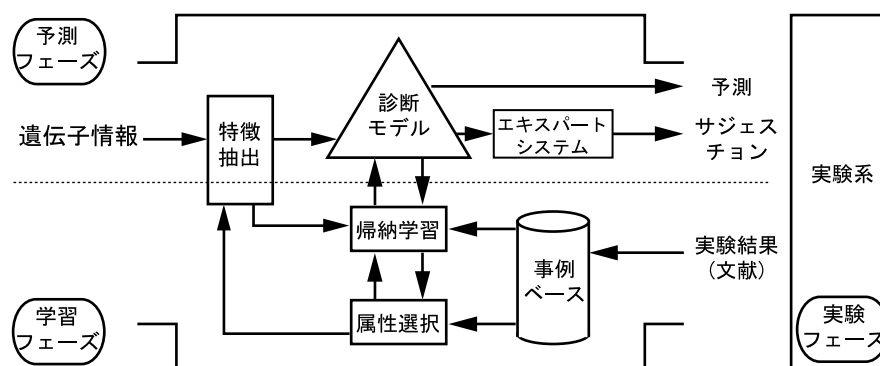 予測
フェーズ
遺伝子情報
特徴
抽出
診断
モデル
エキスパート
システム
予測
サジェス
チョン
実験系
帰納学習
属性選択
事例
ベース
実験結果
（文献）
学習
フェーズ
実験
フェーズ